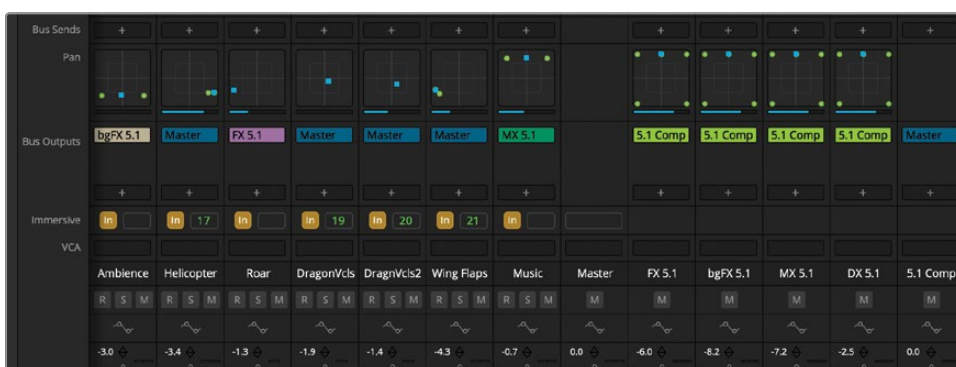 Bus Sends + + + + + + + + + + + +
Pan
Bus Outputs bgFX 5.1 Master FX 5.1 Master Master Master MX 5.1 5.1 Comp 5.1 Comp 5.1 Comp 5.1 Comp Master
+ + + + + + + + + + + +
Immersive In In 17 In In 19 In 20 In 21 In
VCA
Ambience Helicopter Roar DragonVcls DragnVcls2 Wing Flaps Music Master FX 5.1 bgFX 5.1 MX 5.1 DX 5.1 5.1 Comp
R S M R S M R S M R S M R S M R S M R S M M M M M M M
-3.0 -3.4 -1.3 -1.9 -1.4 -4.3 -0.7 0.0 -6.0 -8.2 -7.2 -2.5 0.0